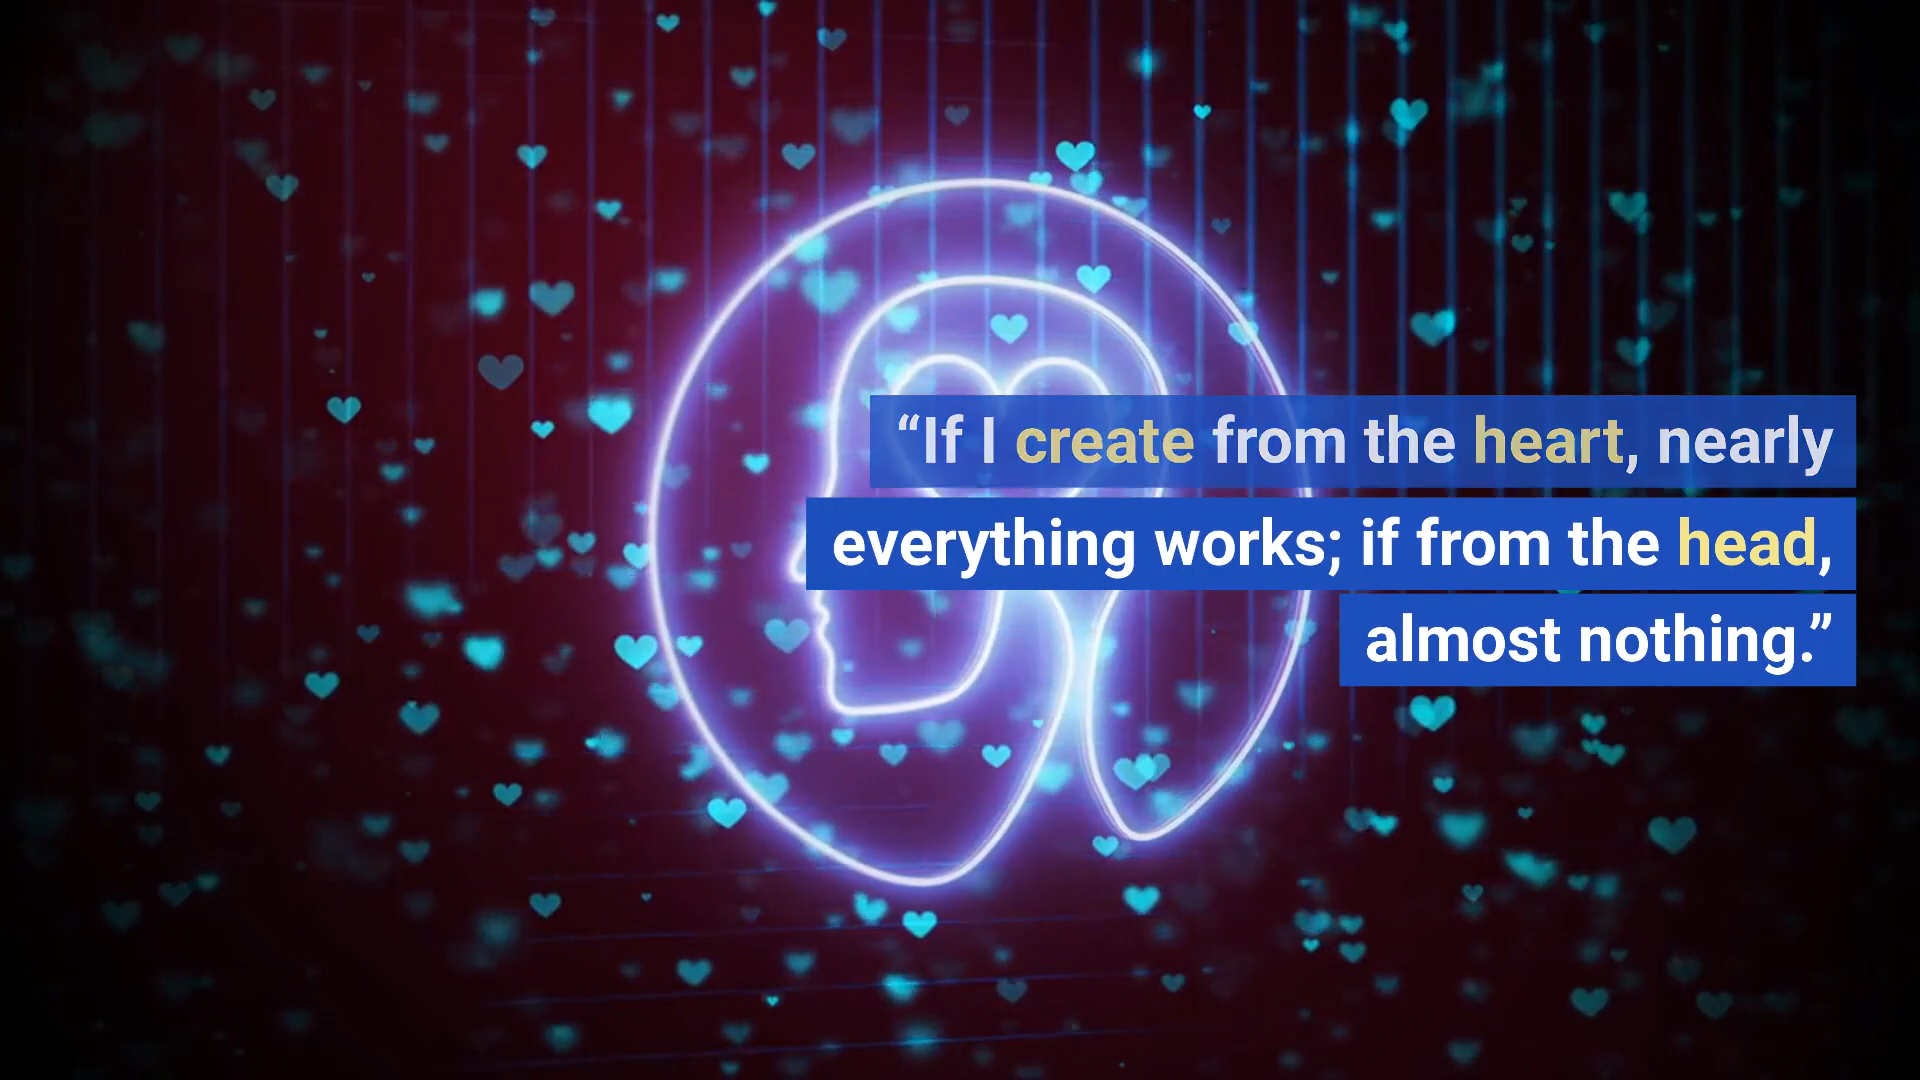 “If I create from the heart, nearly
everything works; if from the head,
almost nothing.”